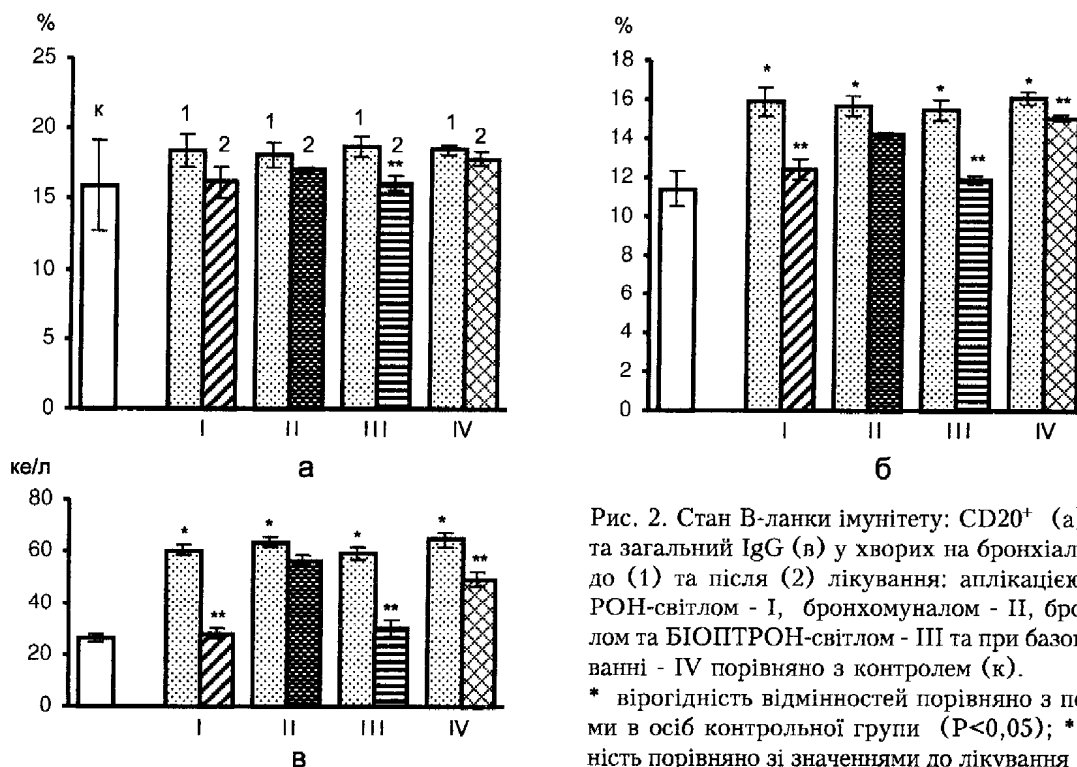 %
25
20
15
10
5
0
к
1
2
1
2
1
2
**
1
2
I II III IV
а
%
18
16
14
12
10
8
6
4
2
0
*
**
*
*
**
*
**
I II III IV
б
ке/л
80
60
40
20
0
*
**
*
*
**
*
**
I II III IV
в
Рис. 2. Стан В-ланки імунітету: CD20⁺ (а)
та загальний IgG (в) у хворих на бронхіал
до (1) та після (2) лікування: аплікацією
РОН-світлом - I, бронхомуналом - II, бро
лом та БІОПТРОН-світлом - III та при базо
ванні - IV порівняно з контролем (к).
* вірогідність відмінностей порівняно з по
ми в осіб контрольної групи (P<0,05); *
ність порівняно зі значеннями до лікування